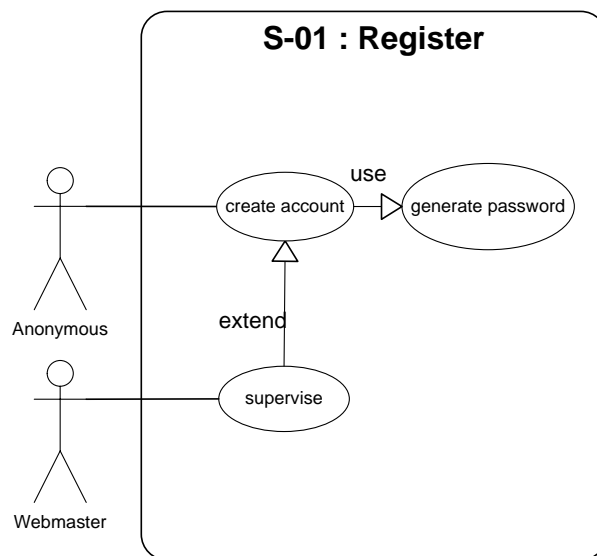 S-01 : Register
use
create account
generate password
Anonymous
extend
supervise
Webmaster